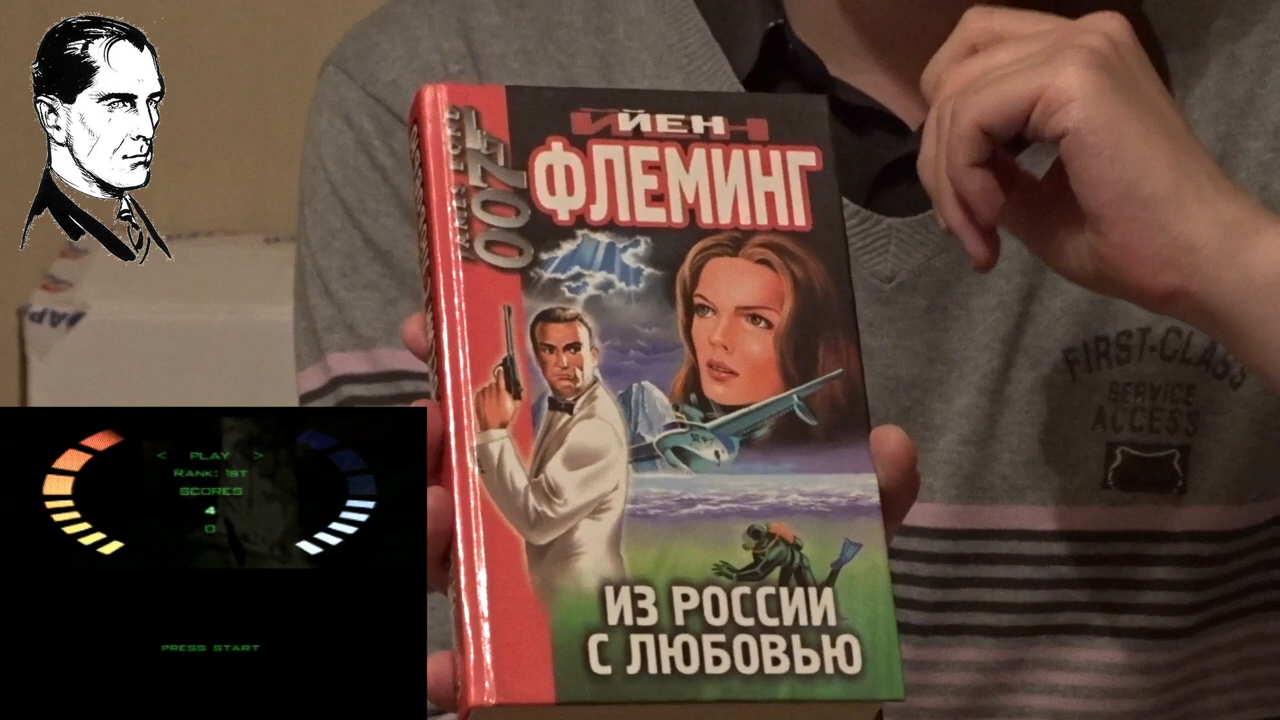 ЙЕН
ФЛЕМИНГ
007
ИЗ РОССИИ
С ЛЮБОВЬЮ
FIRST-CLASS
SERVICE
ACCESS
< PLAY >
RANK: 1ST
SCORES
4
0
PRESS START